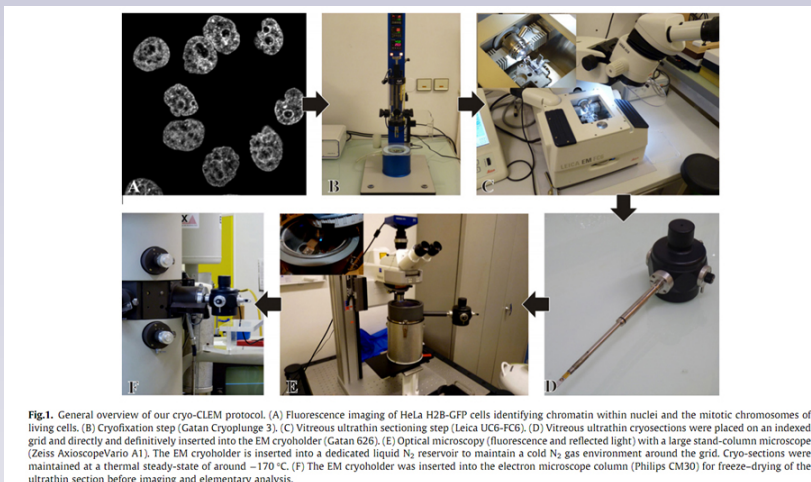 A
B
C
LEICA EM FC6
F
E
D
Fig.1. General overview of our cryo-CLEM protocol. (A) Fluorescence imaging of HeLa H2B-GFP cells identifying chromatin within nuclei and the mitotic chromosomes of
living cells. (B) Cryofixation step (Gatan Cryoplunge 3). (C) Vitreous ultrathin sectioning step (Leica UC6-FC6). (D) Vitreous ultrathin cryosections were placed on an indexed
grid and directly and definitively inserted into the EM cryoholder (Gatan 626). (E) Optical microscopy (fluorescence and reflected light) with a large stand-column microscope
(Zeiss AxioscopeVario A1). The EM cryoholder is inserted into a dedicated liquid N₂ reservoir to maintain a cold N₂ gas environment around the grid. Cryo-sections were
maintained at a thermal steady-state of around −170 °C. (F) The EM cryoholder was inserted into the electron microscope column (Philips CM30) for freeze–drying of the
ultrathin section before imaging and elementary analysis.